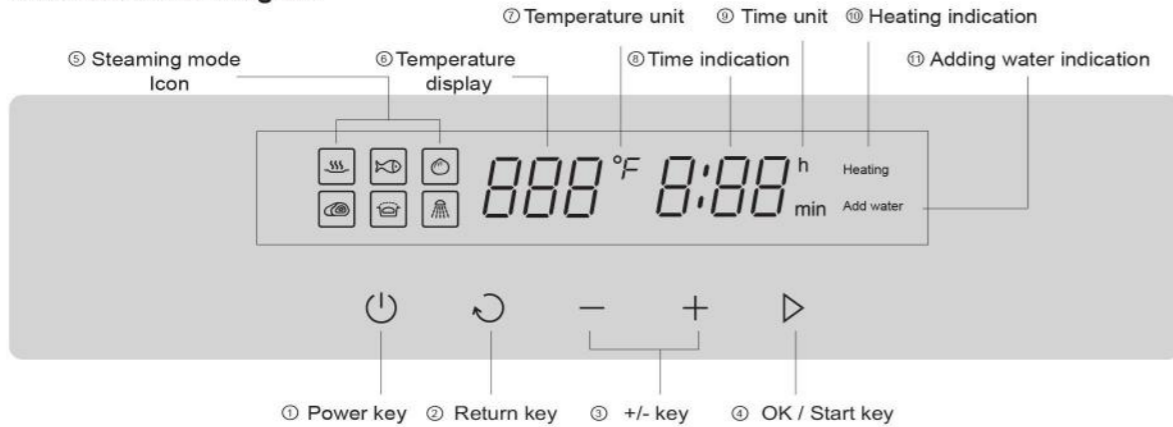 ⑦ Temperature unit ⑨ Time unit ⑩ Heating indication
⑤ Steaming mode Icon ⑥ Temperature display ⑧ Time indication ⑪ Adding water indication
888 °F 8:88 h min
Heating
Add water
① Power key ② Return key ③ +/- key ④ OK / Start key